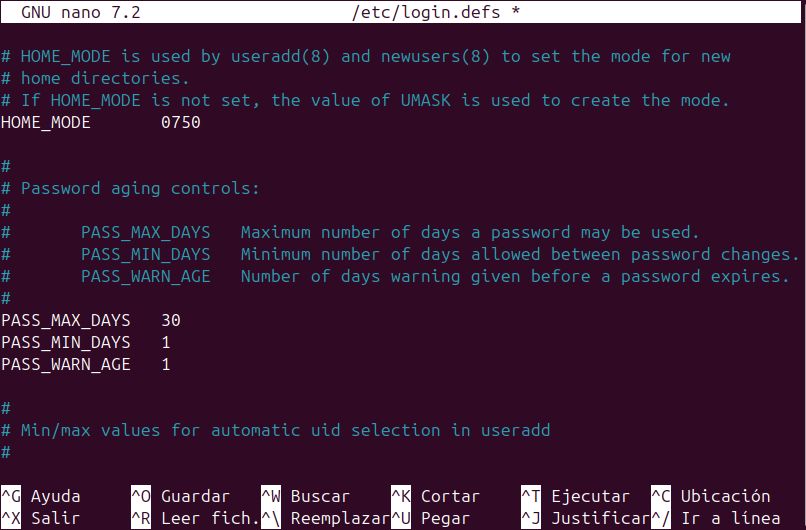 GNU nano 7.2 /etc/login.defs *
# HOME_MODE is used by useradd(8) and newusers(8) to set the mode for new
# home directories.
# If HOME_MODE is not set, the value of UMASK is used to create the mode.
HOME_MODE 0750
#
# Password aging controls:
#
# PASS_MAX_DAYS Maximum number of days a password may be used.
# PASS_MIN_DAYS Minimum number of days allowed between password changes.
# PASS_WARN_AGE Number of days warning given before a password expires.
#
PASS_MAX_DAYS 30
PASS_MIN_DAYS 1
PASS_WARN_AGE 1
#
# Min/max values for automatic uid selection in useradd
#
^G Ayuda ^O Guardar ^W Buscar ^K Cortar ^T Ejecutar ^C Ubicación
^X Salir ^R Leer fich. ^\ Reemplazar ^U Pegar ^J Justificar ^/ Ir a línea